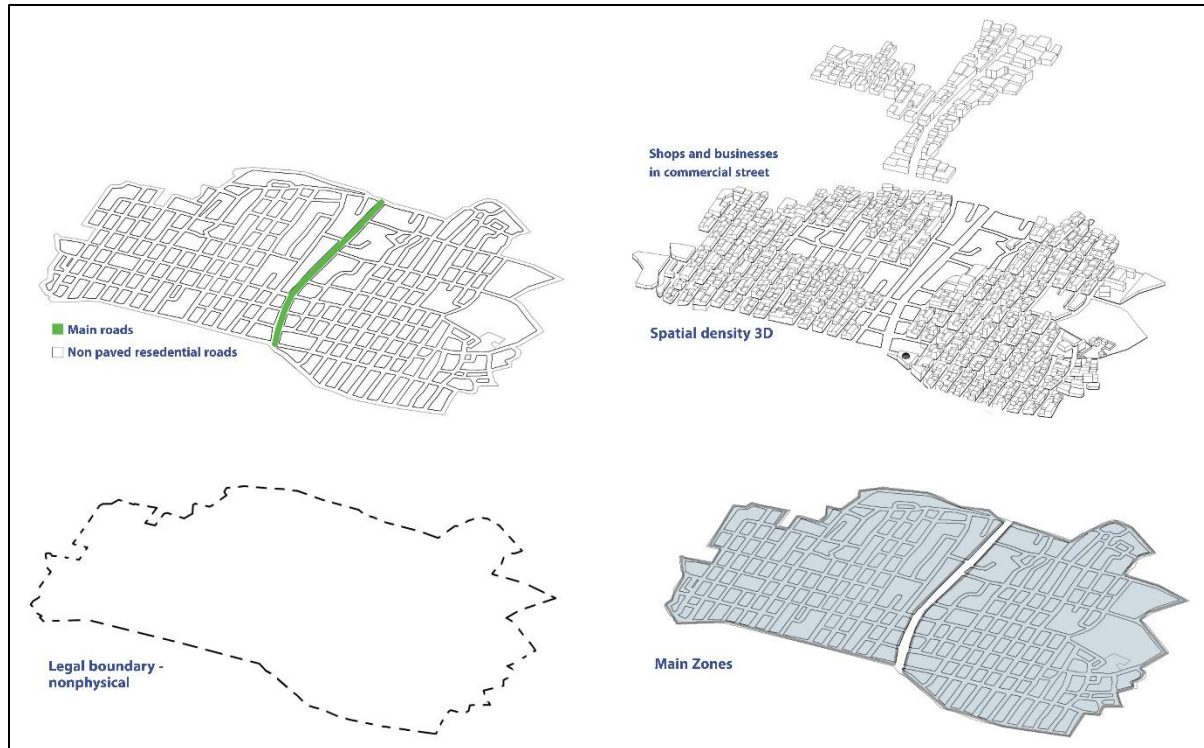 Shops and businesses
in commercial street
Main roads
Non paved resedential roads
Spatial density 3D
Legal boundary -
nonphysical
Main Zones